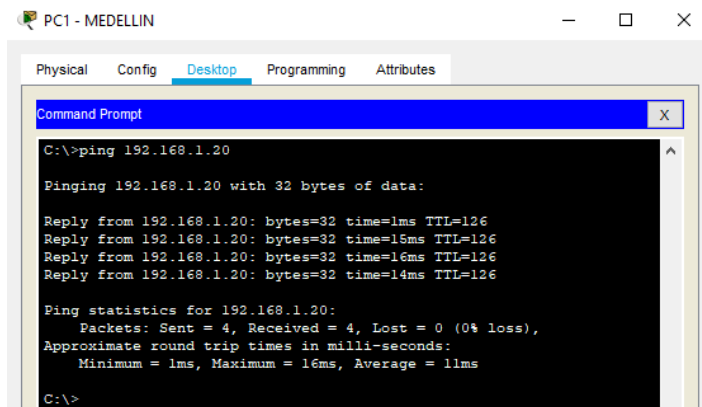 PC1 - MEDELLIN
Physical Config Desktop Programming Attributes
Command Prompt
X
C:\>ping 192.168.1.20
Pinging 192.168.1.20 with 32 bytes of data:
Reply from 192.168.1.20: bytes=32 time=1ms TTL=126
Reply from 192.168.1.20: bytes=32 time=15ms TTL=126
Reply from 192.168.1.20: bytes=32 time=16ms TTL=126
Reply from 192.168.1.20: bytes=32 time=14ms TTL=126
Ping statistics for 192.168.1.20:
Packets: Sent = 4, Received = 4, Lost = 0 (0% loss),
Approximate round trip times in milli-seconds:
Minimum = 1ms, Maximum = 16ms, Average = 11ms
C:\>